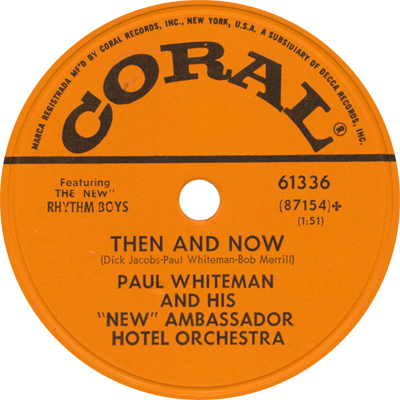 MARCA REGISTRADA MF'D BY CORAL RECORDS, INC., NEW YORK, U.S.A. A SUBSIDIARY OF DECCA RECORDS, INC.
CORAL®
Featuring
THE "NEW"
RHYTHM BOYS
61336
(87154)✤
(1:51)
THEN AND NOW
(Dick Jacobs-Paul Whiteman-Bob Merrill)
PAUL WHITEMAN
AND HIS
"NEW" AMBASSADOR
HOTEL ORCHESTRA